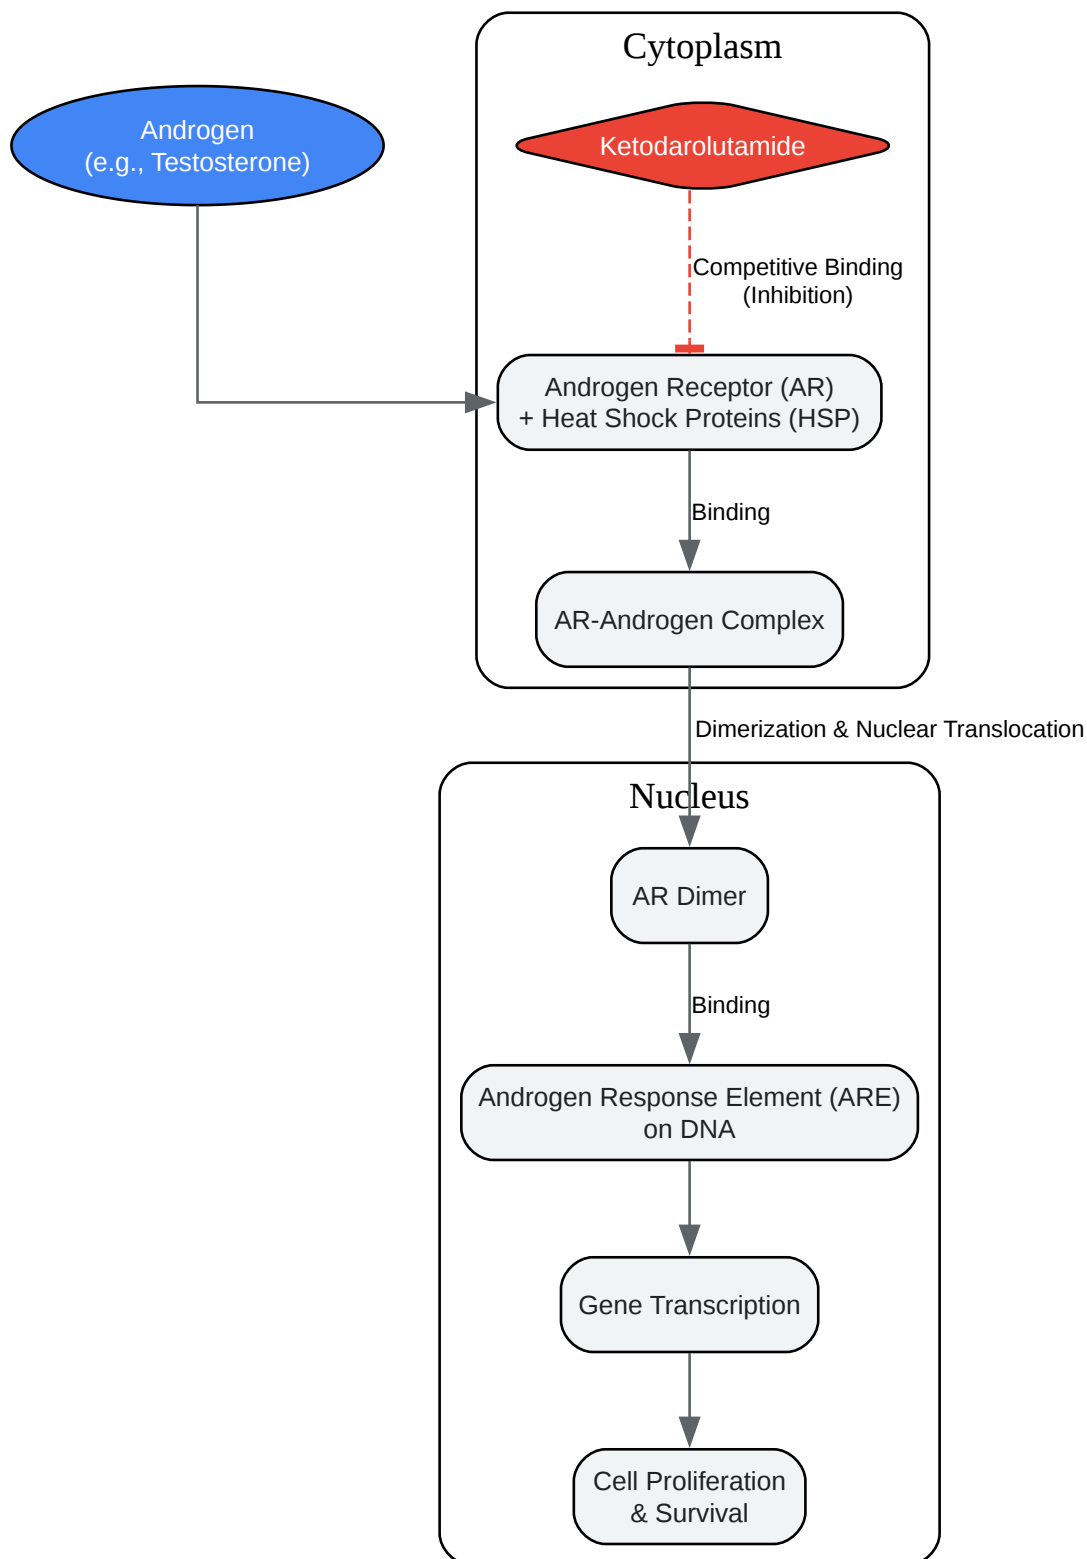 Cytoplasm
Androgen
(e.g., Testosterone)
Ketodarolutamide
Competitive Binding
(Inhibition)
Androgen Receptor (AR)
+ Heat Shock Proteins (HSP)
Binding
AR-Androgen Complex
Dimerization & Nuclear Translocation
Nucleus
AR Dimer
Binding
Androgen Response Element (ARE)
on DNA
Gene Transcription
Cell Proliferation
& Survival